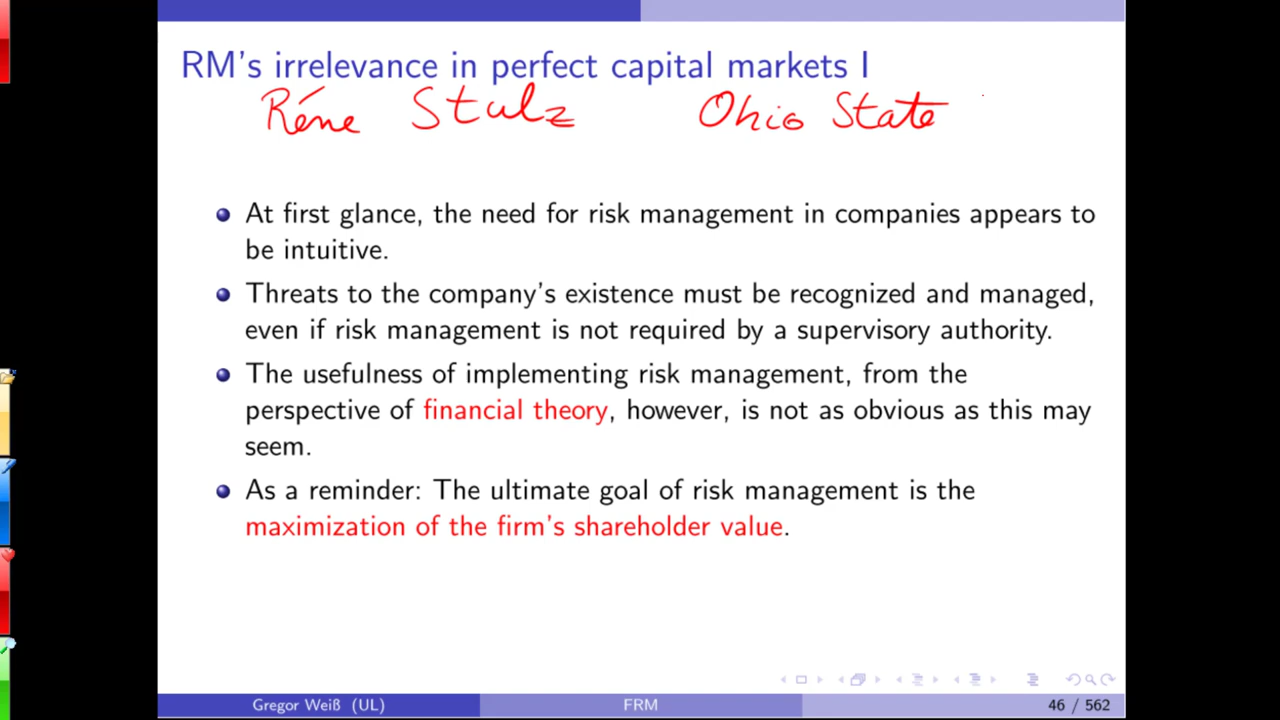 RM's irrelevance in perfect capital markets I
Réne Stulz Ohio State
At first glance, the need for risk management in companies appears to
be intuitive.
Threats to the company's existence must be recognized and managed,
even if risk management is not required by a supervisory authority.
The usefulness of implementing risk management, from the
perspective of financial theory, however, is not as obvious as this may
seem.
As a reminder: The ultimate goal of risk management is the
maximization of the firm's shareholder value.
Gregor Weiß (UL) FRM 46 / 562